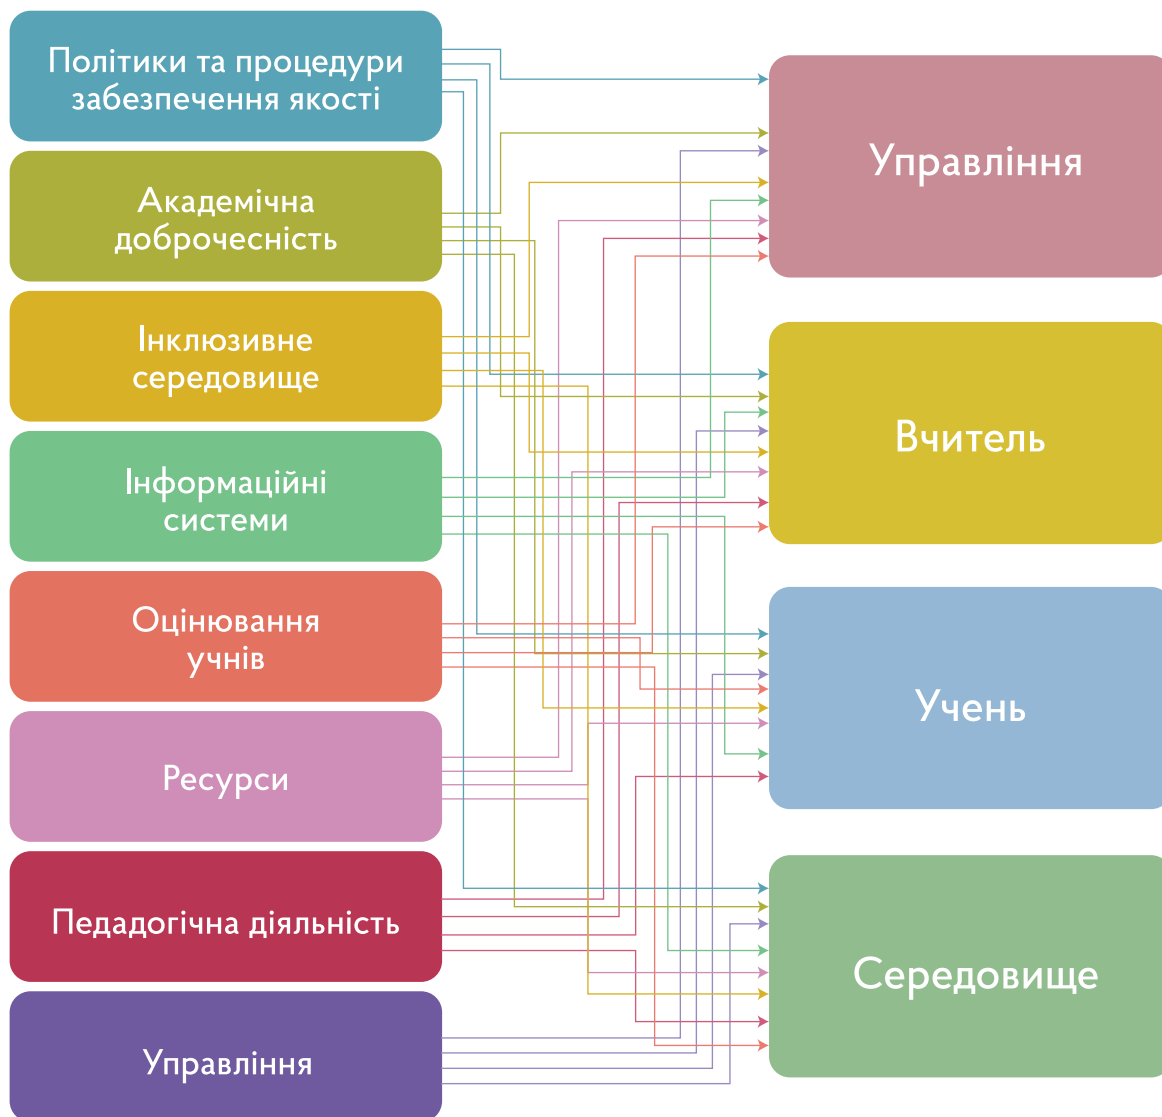 Політики та процедури
забезпечення якості
Академічна
доброчесність
Інклюзивне
середовище
Інформаційні
системи
Оцінювання
учнів
Ресурси
Педагогічна діяльність
Управління
Управління
Вчитель
Учень
Середовище